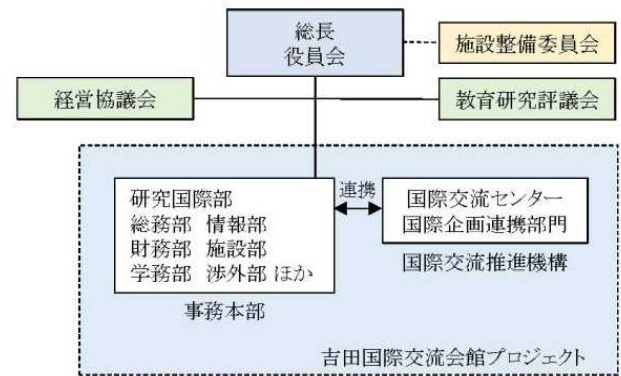 総長
役員会
施設整備委員会
経営協議会
教育研究評議会
研究国際部
総務部 情報部
財務部 施設部
学務部 渉外部 ほか
事務本部
連携
国際交流センター
国際企画連携部門
国際交流推進機構
吉田国際交流会館プロジェクト